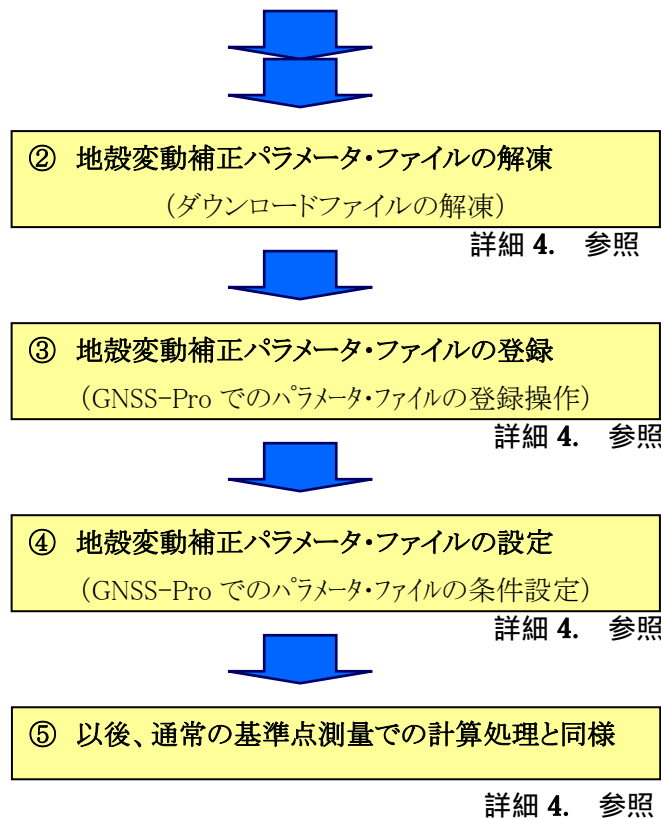 ② 地殻変動補正パラメータ・ファイルの解凍
（ダウンロードファイルの解凍）
詳細 4. 参照
③ 地殻変動補正パラメータ・ファイルの登録
（GNSS-Pro でのパラメータ・ファイルの登録操作）
詳細 4. 参照
④ 地殻変動補正パラメータ・ファイルの設定
（GNSS-Pro でのパラメータ・ファイルの条件設定）
詳細 4. 参照
⑤ 以後、通常の基準点測量での計算処理と同様
詳細 4. 参照